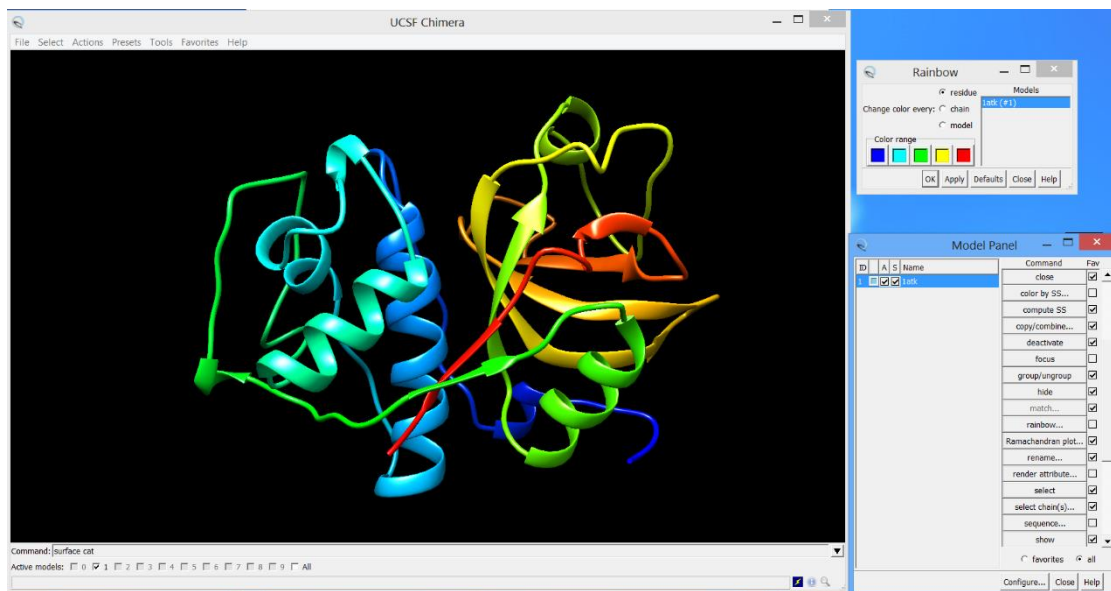 UCSF Chimera
File Select Actions Presets Tools Favorites Help
Command: surface cat
Active models: 0 1 2 3 4 5 6 7 8 9 All
Rainbow
residue
Models
Change color every: chain
1atk (#1)
model
Color range
OK Apply Defaults Close Help
Model Panel
ID A S Name Command Fav
1 1atk
close
color by SS...
compute SS
copy/combine...
deactivate
focus
group/ungroup
hide
match...
rainbow...
Ramachandran plot...
rename...
render attribute...
select
select chain(s)...
sequence...
show
favorites all
Configure... Close Help